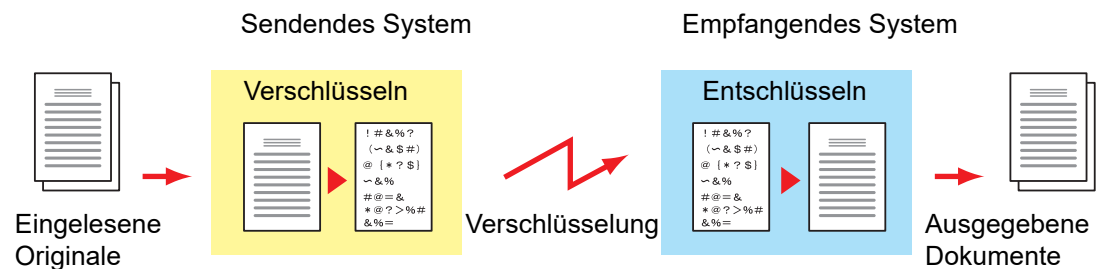 Sendendes System
Empfangendes System
Verschlüsseln
Entschlüsseln
!#&%?
(~&$#)
@{*?$}
~&%
#@=&
*@?>%#
&%=
!#&%?
(~&$#)
@{*?$}
~&%
#@=&
*@?>%#
&%=
Eingelesene
Originale
Verschlüsselung
Ausgegebene
Dokumente